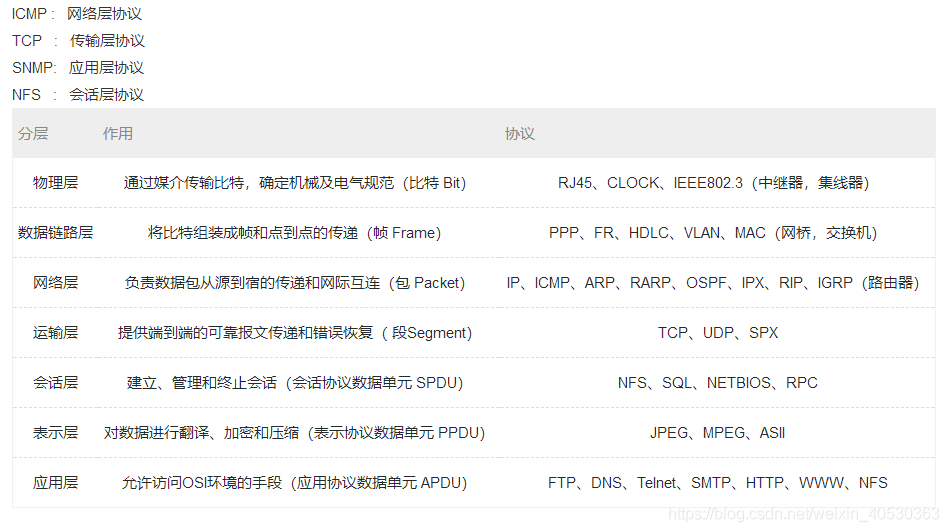 ICMP： 网络层协议
TCP ： 传输层协议
SNMP： 应用层协议
NFS ： 会话层协议
分层 作用 协议
物理层 通过媒介传输比特，确定机械及电气规范（比特 Bit） RJ45、CLOCK、IEEE802.3（中继器，集线器）
数据链路层 将比特组装成帧和点到点的传递（帧 Frame） PPP、FR、HDLC、VLAN、MAC（网桥，交换机）
网络层 负责数据包从源到宿的传递和网际互连（包 Packet） IP、ICMP、ARP、RARP、OSPF、IPX、RIP、IGRP（路由器）
运输层 提供端到端的可靠报文传递和错误恢复（ 段Segment） TCP、UDP、SPX
会话层 建立、管理和终止会话（会话协议数据单元 SPDU） NFS、SQL、NETBIOS、RPC
表示层 对数据进行翻译、加密和压缩（表示协议数据单元 PPDU） JPEG、MPEG、ASII
应用层 允许访问OSI环境的手段（应用协议数据单元 APDU） FTP、DNS、Telnet、SMTP、HTTP、WWW、NFS
https://blog.csdn.net/weixin_40530363